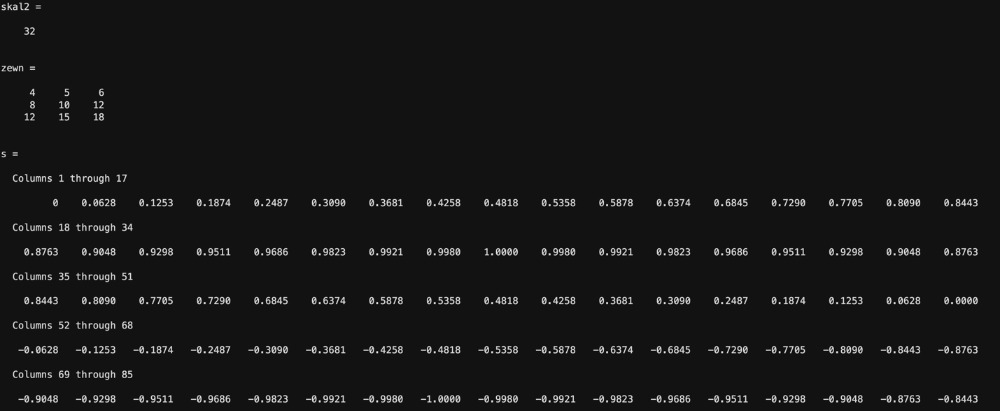 skal2 =
32
zewn =
4 5 6
8 10 12
12 15 18
s =
Columns 1 through 17
0 0.0628 0.1253 0.1874 0.2487 0.3090 0.3681 0.4258 0.4818 0.5358 0.5878 0.6374 0.6845 0.7290 0.7705 0.8090 0.8443
Columns 18 through 34
0.8763 0.9048 0.9298 0.9511 0.9686 0.9823 0.9921 0.9980 1.0000 0.9980 0.9921 0.9823 0.9686 0.9511 0.9298 0.9048 0.8763
Columns 35 through 51
0.8443 0.8090 0.7705 0.7290 0.6845 0.6374 0.5878 0.5358 0.4818 0.4258 0.3681 0.3090 0.2487 0.1874 0.1253 0.0628 0.0000
Columns 52 through 68
-0.0628 -0.1253 -0.1874 -0.2487 -0.3090 -0.3681 -0.4258 -0.4818 -0.5358 -0.5878 -0.6374 -0.6845 -0.7290 -0.7705 -0.8090 -0.8443 -0.8763
Columns 69 through 85
-0.9048 -0.9298 -0.9511 -0.9686 -0.9823 -0.9921 -0.9980 -1.0000 -0.9980 -0.9921 -0.9823 -0.9686 -0.9511 -0.9298 -0.9048 -0.8763 -0.8443